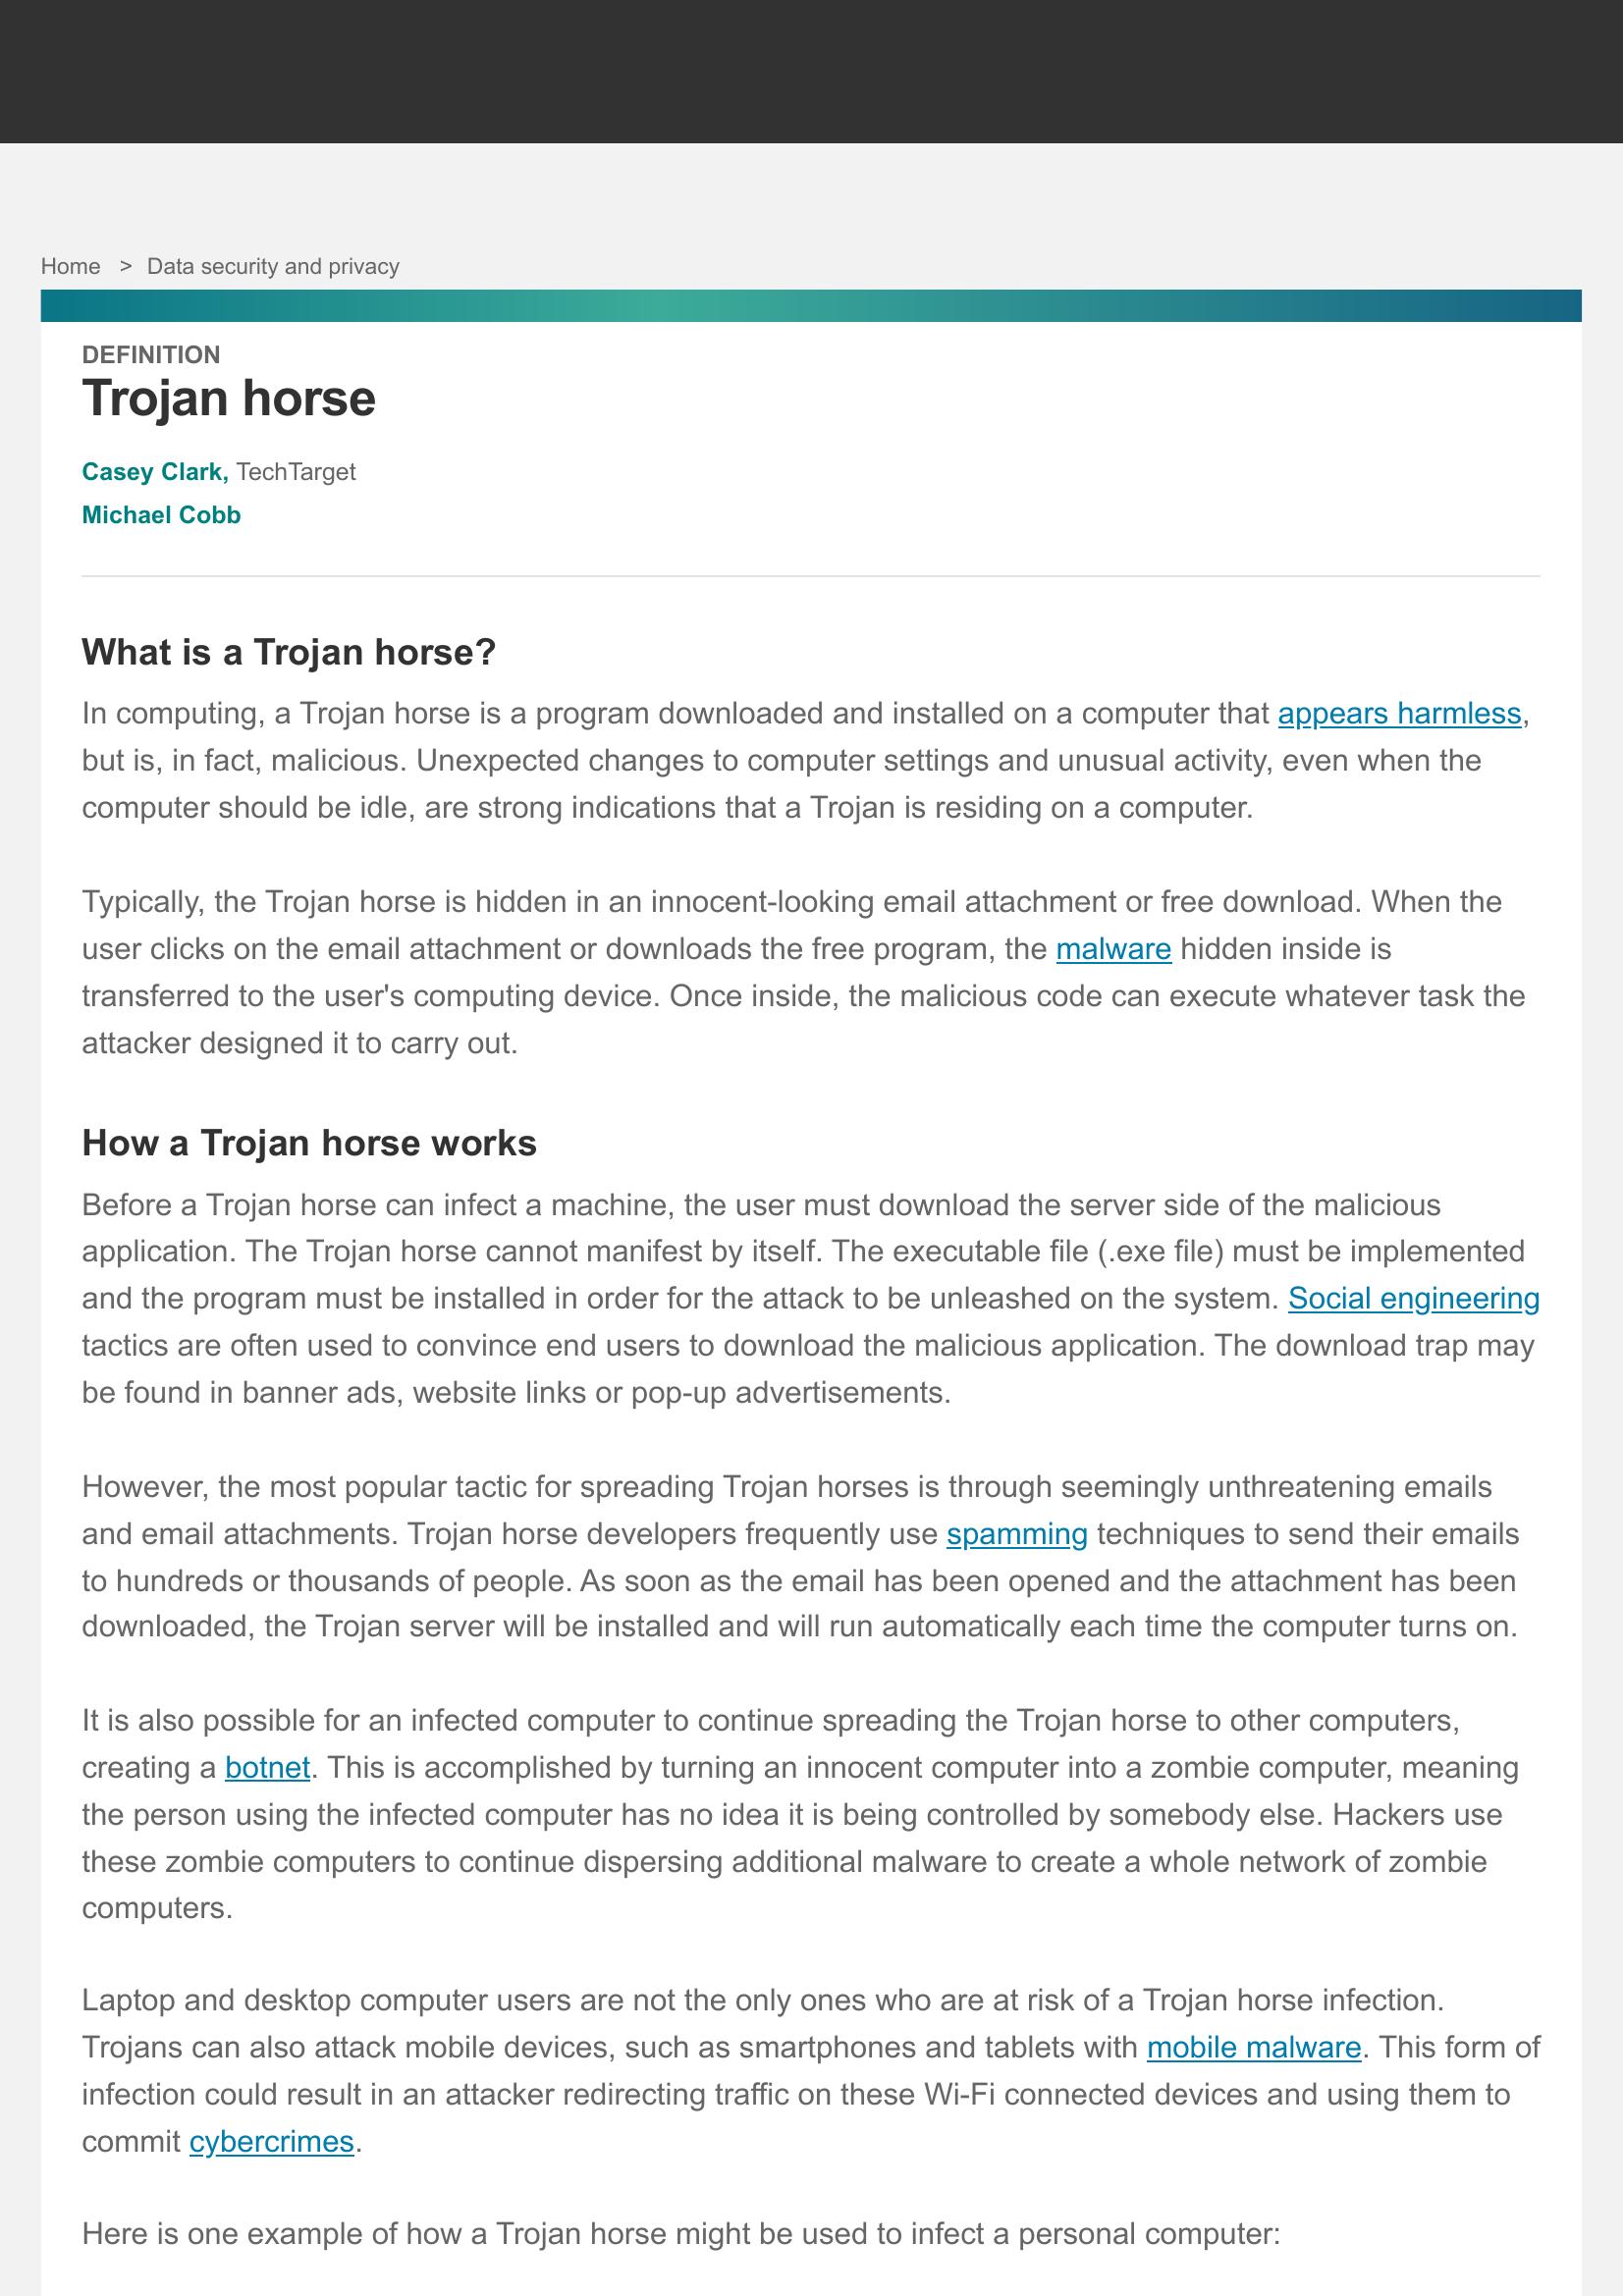 Home > Data security and privacy
DEFINITION
Trojan horse
Casey Clark, TechTarget
Michael Cobb
What is a Trojan horse?
In computing, a Trojan horse is a program downloaded and installed on a computer that appears harmless,
but is, in fact, malicious. Unexpected changes to computer settings and unusual activity, even when the
computer should be idle, are strong indications that a Trojan is residing on a computer.
Typically, the Trojan horse is hidden in an innocent-looking email attachment or free download. When the
user clicks on the email attachment or downloads the free program, the malware hidden inside is
transferred to the user's computing device. Once inside, the malicious code can execute whatever task the
attacker designed it to carry out.
How a Trojan horse works
Before a Trojan horse can infect a machine, the user must download the server side of the malicious
application. The Trojan horse cannot manifest by itself. The executable file (.exe file) must be implemented
and the program must be installed in order for the attack to be unleashed on the system. Social engineering
tactics are often used to convince end users to download the malicious application. The download trap may
be found in banner ads, website links or pop-up advertisements.
However, the most popular tactic for spreading Trojan horses is through seemingly unthreatening emails
and email attachments. Trojan horse developers frequently use spamming techniques to send their emails
to hundreds or thousands of people. As soon as the email has been opened and the attachment has been
downloaded, the Trojan server will be installed and will run automatically each time the computer turns on.
It is also possible for an infected computer to continue spreading the Trojan horse to other computers,
creating a botnet. This is accomplished by turning an innocent computer into a zombie computer, meaning
the person using the infected computer has no idea it is being controlled by somebody else. Hackers use
these zombie computers to continue dispersing additional malware to create a whole network of zombie
computers.
Laptop and desktop computer users are not the only ones who are at risk of a Trojan horse infection.
Trojans can also attack mobile devices, such as smartphones and tablets with mobile malware. This form of
infection could result in an attacker redirecting traffic on these Wi-Fi connected devices and using them to
commit cybercrimes.
Here is one example of how a Trojan horse might be used to infect a personal computer: